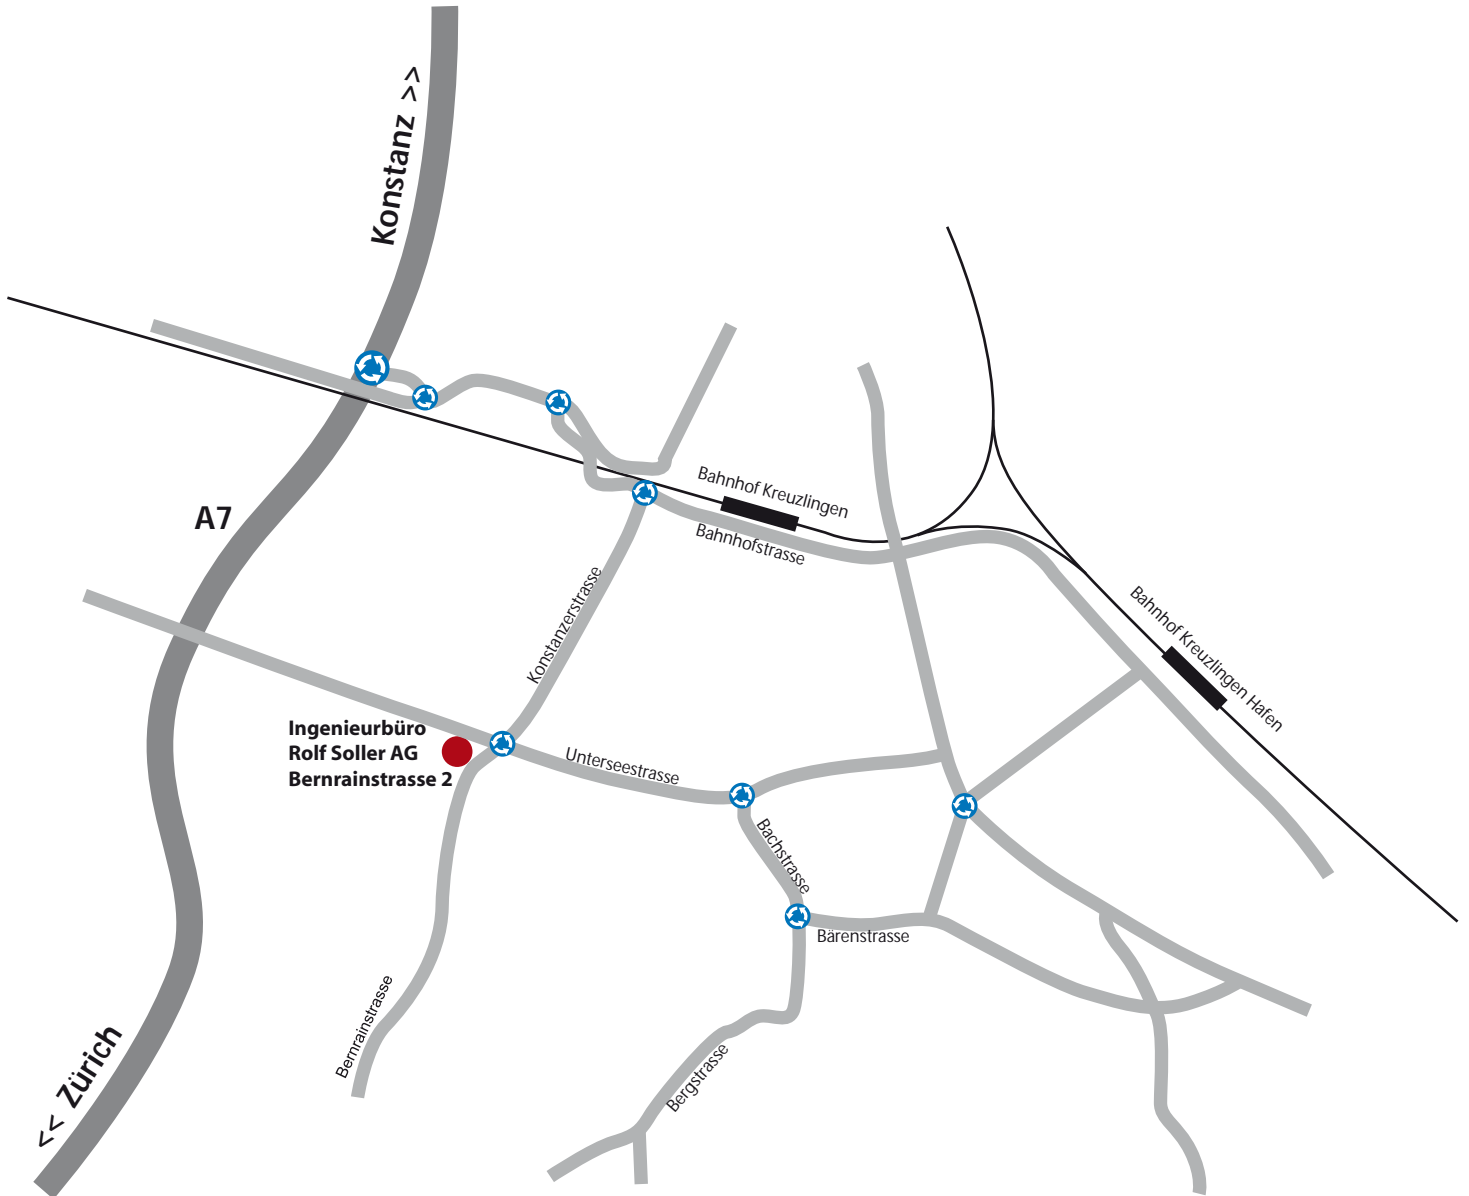 Konstanz >>
Bahnhof Kreuzlingen
A7
Bahnhofstrasse
Konstanzerstrasse
Bahnhof Kreuzlingen Hafen
Ingenieurbüro
Rolf Soller AG
Bernrainstrasse 2
Unterseestrasse
Bachstrasse
Bärenstrasse
Bernrainstrasse
<< Zürich
Bergstrasse